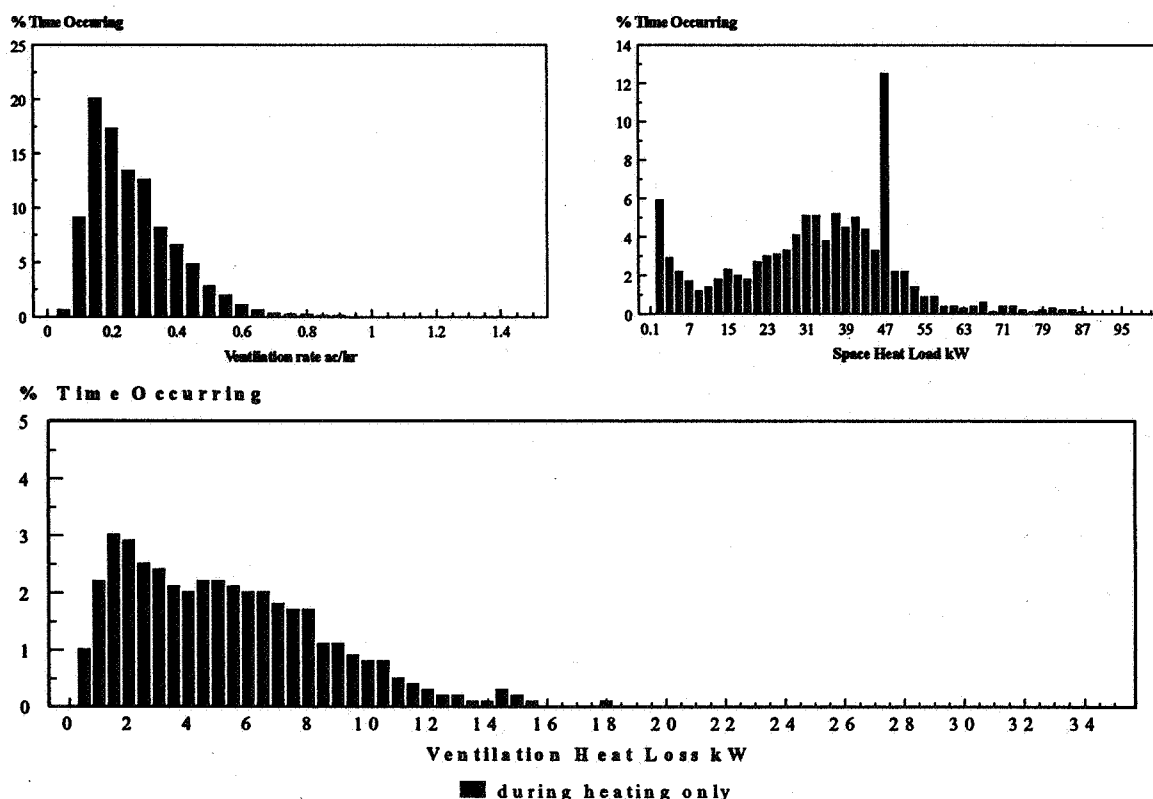 % Time Occuring
25
20
15
10
5
0
0 0.2 0.4 0.6 0.8 1 1.2 1.4
Ventilation rate ac/hr
% Time Occurring
14
12
10
8
6
4
2
0
0.1 7 15 23 31 39 47 55 63 71 79 87 95
Space Heat Load kW
% Time Occurring
5
4
3
2
1
0
0 2 4 6 8 10 12 14 16 18 20 22 24 26 28 30 32 34
Ventilation Heat Loss kW
during heating only